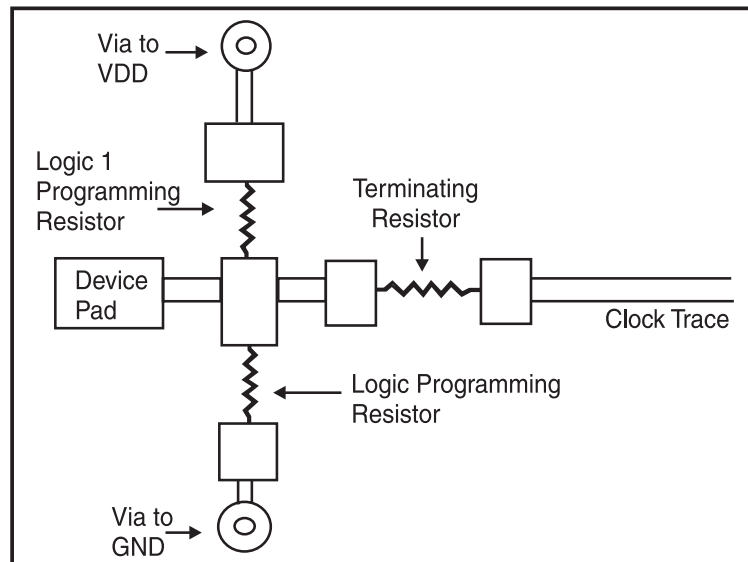 Via to
VDD
Logic 1
Programming
Resistor
Terminating
Resistor
Device
Pad
Clock Trace
Logic Programming
Resistor
Via to
GND